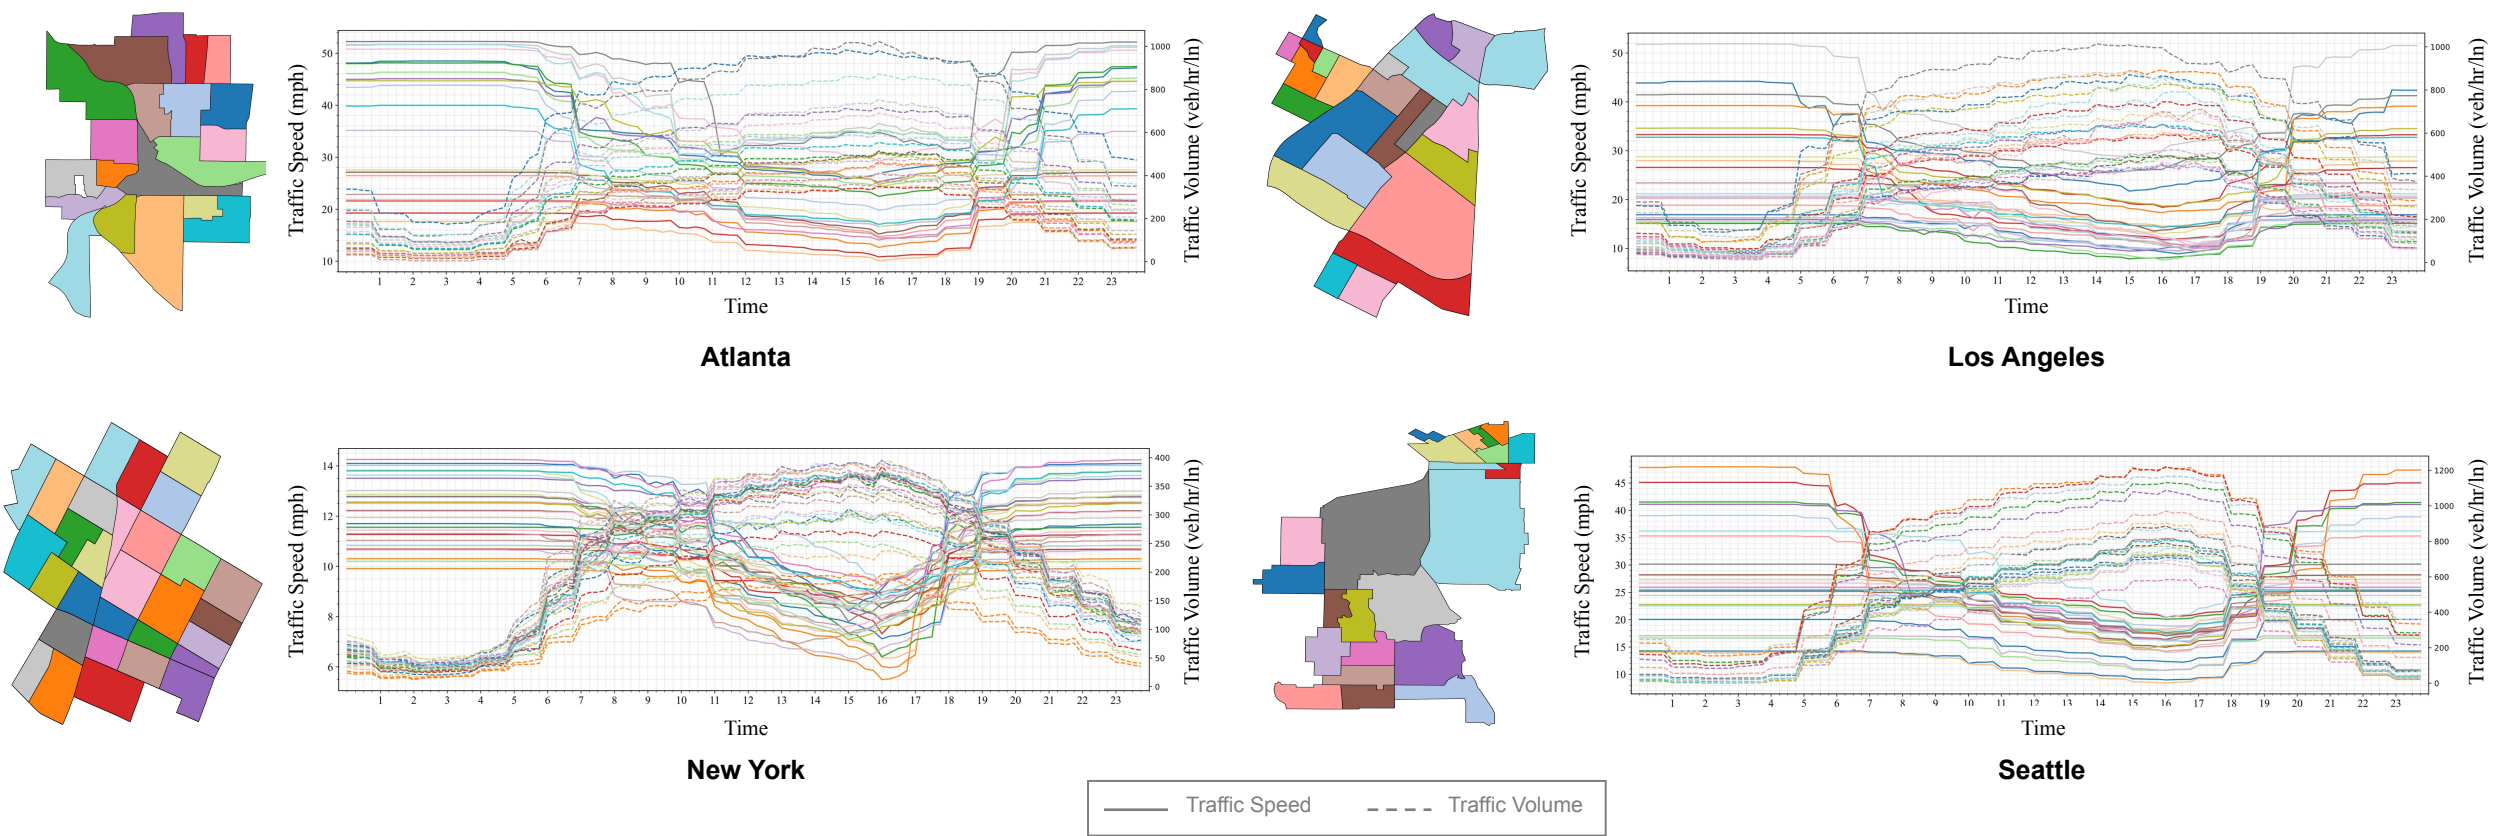 50
40
30
20
10
Traffic Speed (mph)
1000
800
600
400
200
0
Traffic Volume (veh/hr/ln)
1 2 3 4 5 6 7 8 9 10 11 12 13 14 15 16 17 18 19 20 21 22 23
Time
Atlanta
50
40
30
20
10
Traffic Speed (mph)
1000
800
600
400
200
0
Traffic Volume (veh/hr/ln)
1 2 3 4 5 6 7 8 9 10 11 12 13 14 15 16 17 18 19 20 21 22 23
Time
Los Angeles
14
12
10
8
6
Traffic Speed (mph)
400
350
300
250
200
150
100
50
0
Traffic Volume (veh/hr/ln)
1 2 3 4 5 6 7 8 9 10 11 12 13 14 15 16 17 18 19 20 21 22 23
Time
New York
45
40
35
30
25
20
15
10
Traffic Speed (mph)
1200
1000
800
600
400
200
0
Traffic Volume (veh/hr/ln)
1 2 3 4 5 6 7 8 9 10 11 12 13 14 15 16 17 18 19 20 21 22 23
Time
Seattle
Traffic Speed Traffic Volume